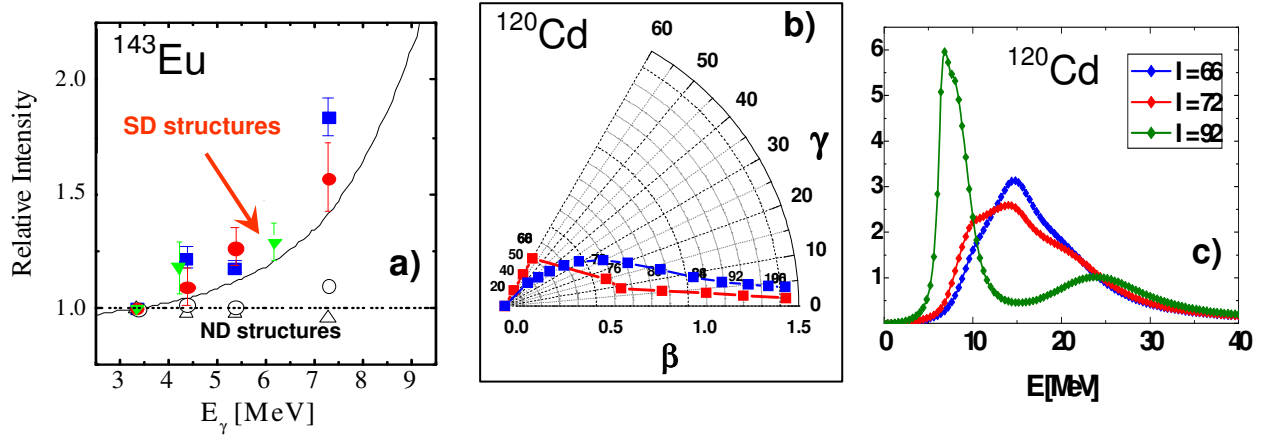 143Eu
SD structures
ND structures
a)
Relative Intensity
2.0
1.5
1.0
3 4 5 6 7 8 9
Eγ [MeV]
120Cd
b)
60
50
40
30
20
10
0
γ
50
40
20
76
92
0.0 0.5 1.0 1.5
β
120Cd
I=66
I=72
I=92
c)
6
5
4
3
2
1
0
0 10 20 30 40
E[MeV]